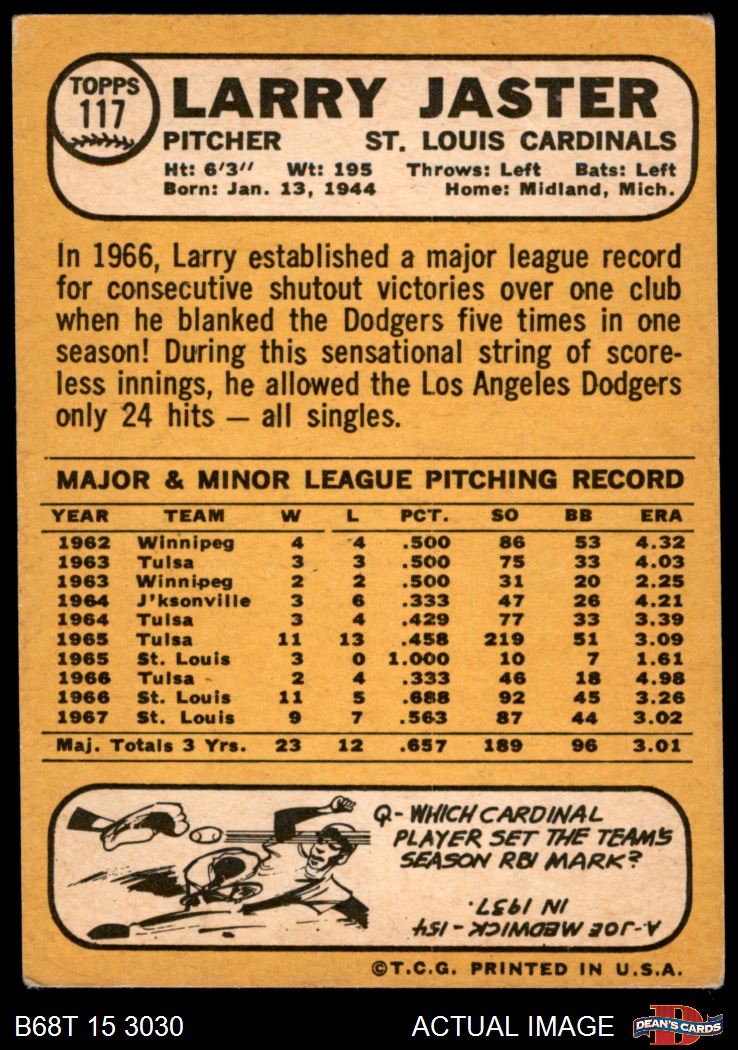 TOPPS
117
LARRY JASTER
PITCHER ST. LOUIS CARDINALS
Ht: 6'3" Wt: 195 Throws: Left Bats: Left
Born: Jan. 13, 1944 Home: Midland, Mich.
In 1966, Larry established a major league record
for consecutive shutout victories over one club
when he blanked the Dodgers five times in one
season! During this sensational string of score-
less innings, he allowed the Los Angeles Dodgers
only 24 hits — all singles.
MAJOR & MINOR LEAGUE PITCHING RECORD
YEAR TEAM W L PCT. SO BB ERA
1962 Winnipeg 4 4 .500 86 53 4.32
1963 Tulsa 3 3 .500 75 33 4.03
1963 Winnipeg 2 2 .500 31 20 2.25
1964 J'ksonville 3 6 .333 47 26 4.21
1964 Tulsa 3 4 .429 77 33 3.39
1965 Tulsa 11 13 .458 219 51 3.09
1965 St. Louis 3 0 1.000 10 7 1.61
1966 Tulsa 2 4 .333 46 18 4.98
1966 St. Louis 11 5 .688 92 45 3.26
1967 St. Louis 9 7 .563 87 44 3.02
Maj. Totals 3 Yrs. 23 12 .657 189 96 3.01
Q- WHICH CARDINAL
PLAYER SET THE TEAM'S
SEASON RBI MARK?
A- JOE MEDWICK - 154
IN 1937.
©T.C.G. PRINTED IN U.S.A.
B68T 15 3030 ACTUAL IMAGE
D
DEAN'S CARDS